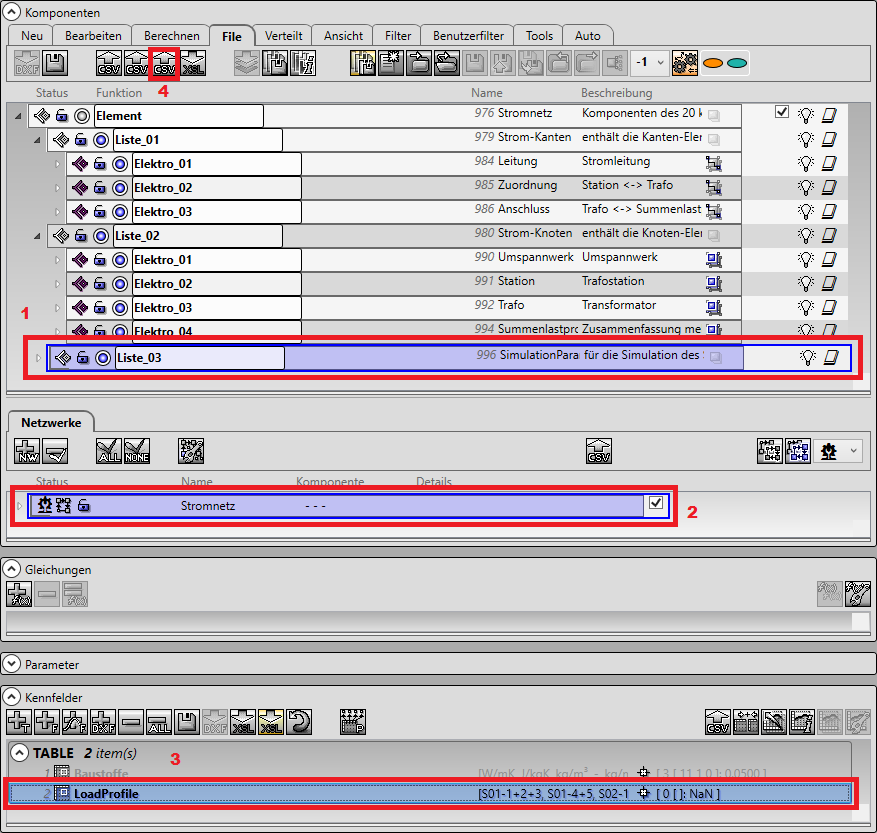 Komponenten
Neu Bearbeiten Berechnen File Verteilt Ansicht Filter Benutzerfilter Tools Auto
DXF CSV CSV CSV XSL -1
4
Status Funktion Name Beschreibung
Element 976 Stromnetz Komponenten des 20 k
Liste_01 979 Strom-Kanten enthält die Kanten-Eler
Elektro_01 984 Leitung Stromleitung
Elektro_02 985 Zuordnung Station <-> Trafo
Elektro_03 986 Anschluss Trafo <-> Summenlast
Liste_02 980 Strom-Knoten enthält die Knoten-Ele
Elektro_01 990 Umspannwerk Umspannwerk
Elektro_02 991 Station Trafostation
1
Elektro_03 992 Trafo Transformator
Elektro_04 994 Summenlastpro Zusammenfassung me
Liste_03 996 SimulationPara für die Simulation des S
Netzwerke
NW ALL NONE CSV
Status Name Komponente Details
Stromnetz - - -
2
Gleichungen
f(x) f(x) f(x)
Parameter
Kennfelder
T F F DXF ALL DXF XSL XSL P CSV
TABLE 2 item(s)
3
1 Baustoffe [W/mK, J/kgK, kg/m³, -, kg/n [ 3 [ 11 1 0 ]; 0.0500 ]
2 LoadProfile [S01-1+2+3, S01-4+5, S02-1 [ 0 [ ]; NaN ]